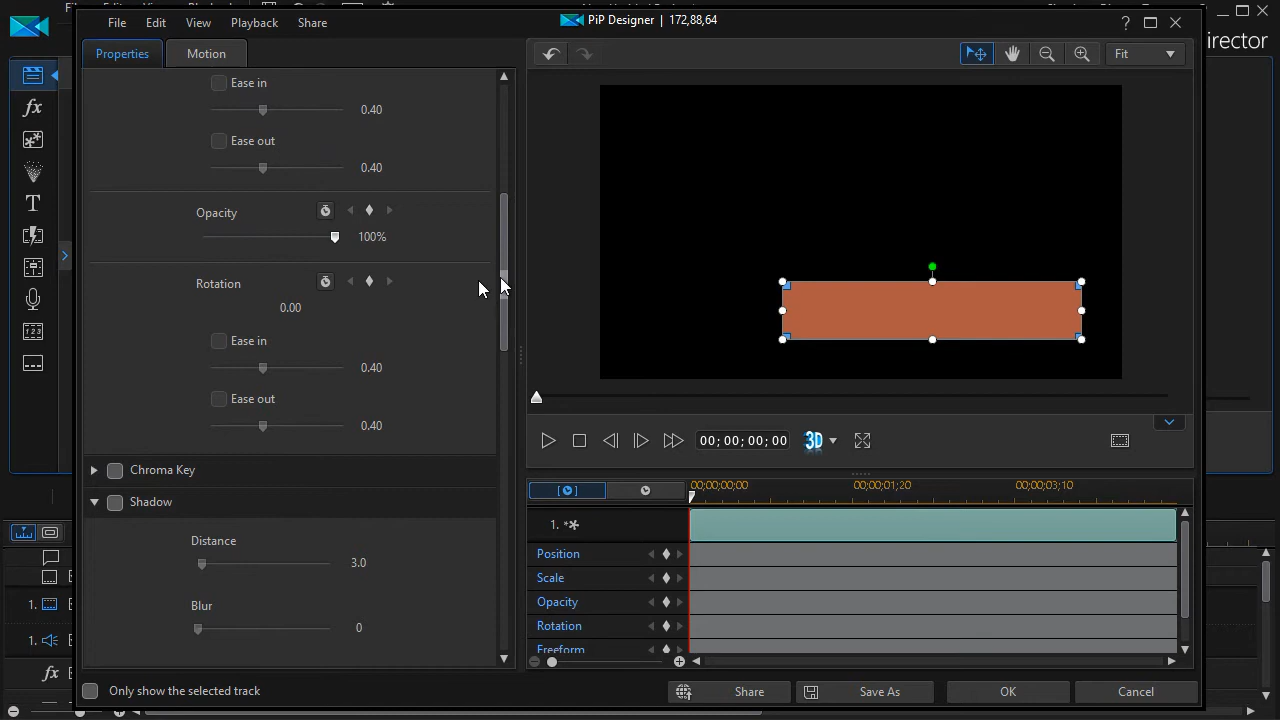 File Edit View Playback Share
PiP Designer | 172,88,64
? 
irector
Properties Motion
Fit
Ease in
0.40
Ease out
0.40
Opacity
100%
Rotation
0.00
Ease in
0.40
Ease out
0.40
Chroma Key
Shadow
Distance
3.0
Blur
0
00;00;00;00
3D
00;00;00;00 00;00;01;20 00;00;03;10
1.
Position
Scale
Opacity
Rotation
Freeform
fx
T
1.
1.
fx
Only show the selected track
Share Save As OK Cancel